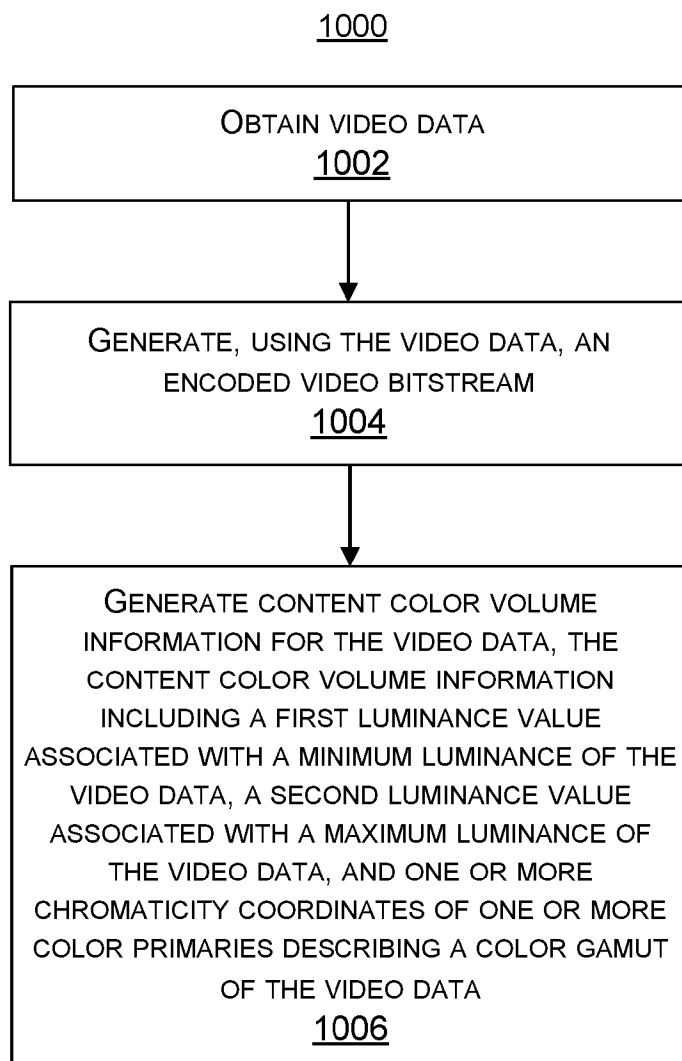 1000
OBTAIN VIDEO DATA
1002
GENERATE, USING THE VIDEO DATA, AN
ENCODED VIDEO BITSTREAM
1004
GENERATE CONTENT COLOR VOLUME
INFORMATION FOR THE VIDEO DATA, THE
CONTENT COLOR VOLUME INFORMATION
INCLUDING A FIRST LUMINANCE VALUE
ASSOCIATED WITH A MINIMUM LUMINANCE OF THE
VIDEO DATA, A SECOND LUMINANCE VALUE
ASSOCIATED WITH A MAXIMUM LUMINANCE OF
THE VIDEO DATA, AND ONE OR MORE
CHROMATICITY COORDINATES OF ONE OR MORE
COLOR PRIMARIES DESCRIBING A COLOR GAMUT
OF THE VIDEO DATA
1006